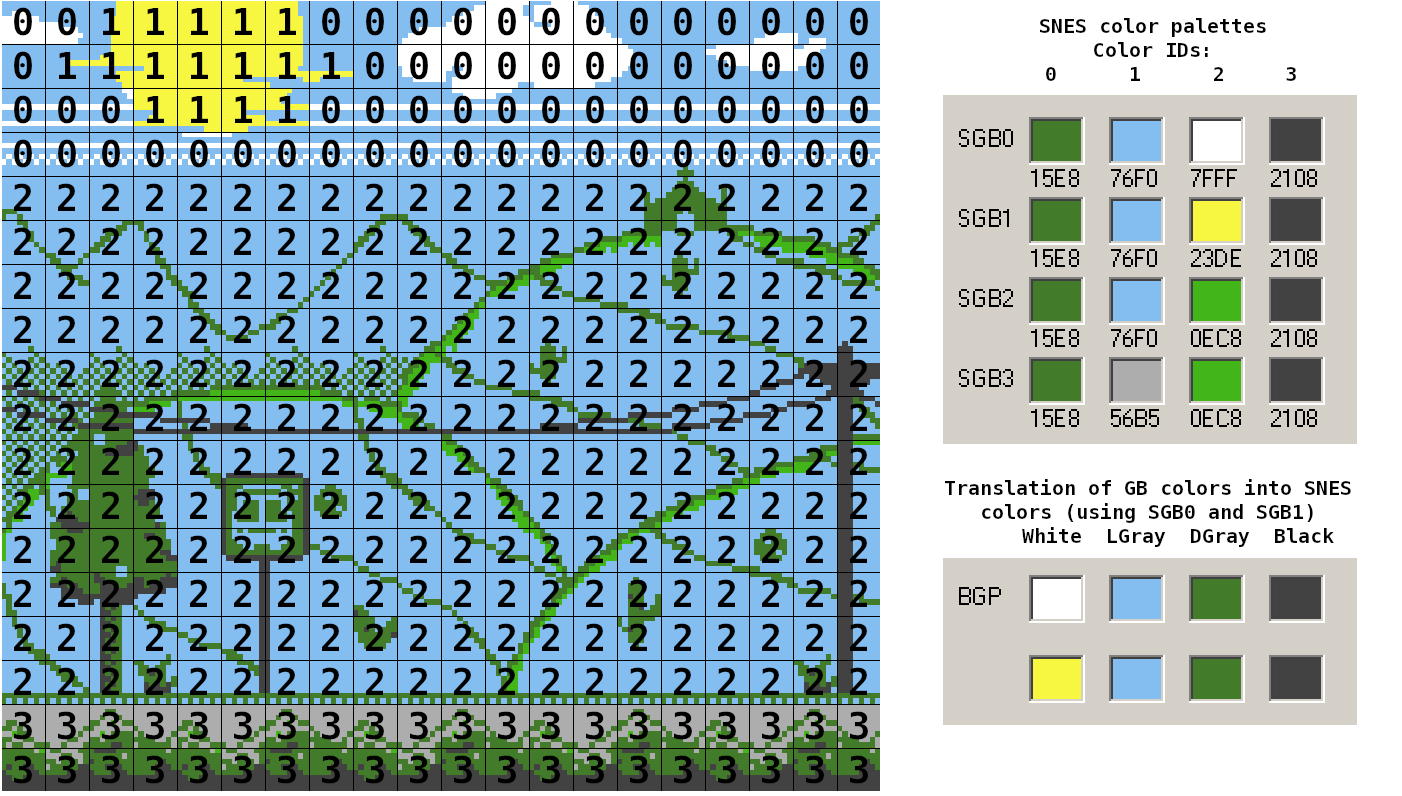 0 0 1 1 1 1 1 0 0 0 0 0 0 0 0 0 0 0 0 0
0 1 1 1 1 1 1 1 0 0 0 0 0 0 0 0 0 0 0 0
0 0 0 1 1 1 1 0 0 0 0 0 0 0 0 0 0 0 0 0
0 0 0 0 0 0 0 0 0 0 0 0 0 0 0 0 0 0 0 0
2 2 2 2 2 2 2 2 2 2 2 2 2 2 2 2 2 2 2 2
2 2 2 2 2 2 2 2 2 2 2 2 2 2 2 2 2 2 2 2
2 2 2 2 2 2 2 2 2 2 2 2 2 2 2 2 2 2 2 2
2 2 2 2 2 2 2 2 2 2 2 2 2 2 2 2 2 2 2 2
2 2 2 2 2 2 2 2 2 2 2 2 2 2 2 2 2 2 2 2
2 2 2 2 2 2 2 2 2 2 2 2 2 2 2 2 2 2 2 2
2 2 2 2 2 2 2 2 2 2 2 2 2 2 2 2 2 2 2 2
2 2 2 2 2 2 2 2 2 2 2 2 2 2 2 2 2 2 2 2
2 2 2 2 2 2 2 2 2 2 2 2 2 2 2 2 2 2 2 2
2 2 2 2 2 2 2 2 2 2 2 2 2 2 2 2 2 2 2 2
2 2 2 2 2 2 2 2 2 2 2 2 2 2 2 2 2 2 2 2
2 2 2 2 2 2 2 2 2 2 2 2 2 2 2 2 2 2 2 2
3 3 3 3 3 3 3 3 3 3 3 3 3 3 3 3 3 3 3 3
3 3 3 3 3 3 3 3 3 3 3 3 3 3 3 3 3 3 3 3
SNES color palettes
Color IDs:
0 1 2 3
SGB0
15E8 76F0 7FFF 2108
SGB1
15E8 76F0 23DE 2108
SGB2
15E8 76F0 0EC8 2108
SGB3
15E8 56B5 0EC8 2108
Translation of GB colors into SNES
colors (using SGB0 and SGB1)
White LGray DGray Black
BGP